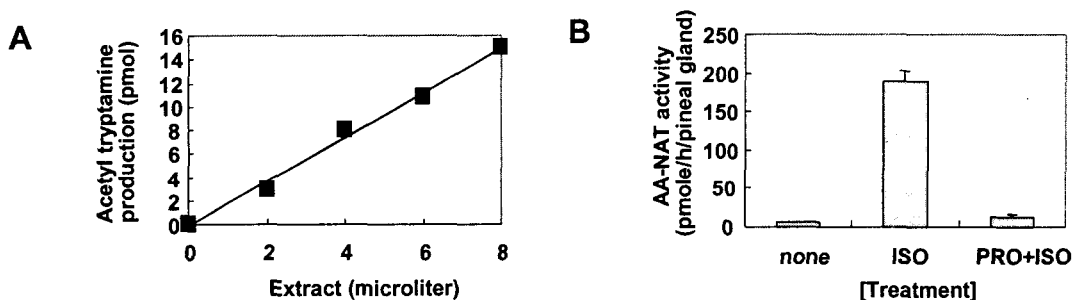 A
Acetyl tryptamine
production (pmol)
16
14
12
10
8
6
4
2
0
0 2 4 6 8
Extract (microliter)
B
AA-NAT activity
(pmole/h/pineal gland)
250
200
150
100
50
0
none ISO PRO+ISO
[Treatment]